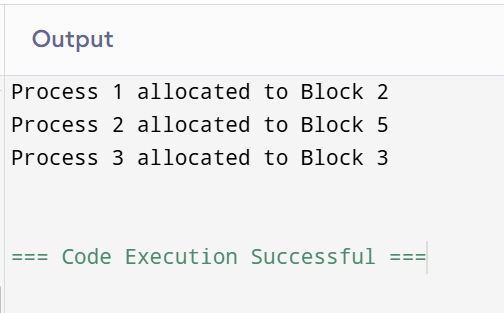 Output
Process 1 allocated to Block 2
Process 2 allocated to Block 5
Process 3 allocated to Block 3
=== Code Execution Successful ===